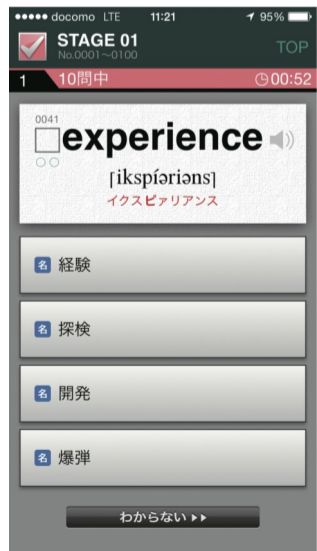 docomo LTE 11:21 95%
STAGE 01 TOP
No.0001~0100
1 10問中 00:52
0041
experience
[ikspíəriəns]
イクスピァリアンス
名 経験
名 探検
名 開発
名 爆弾
わからない